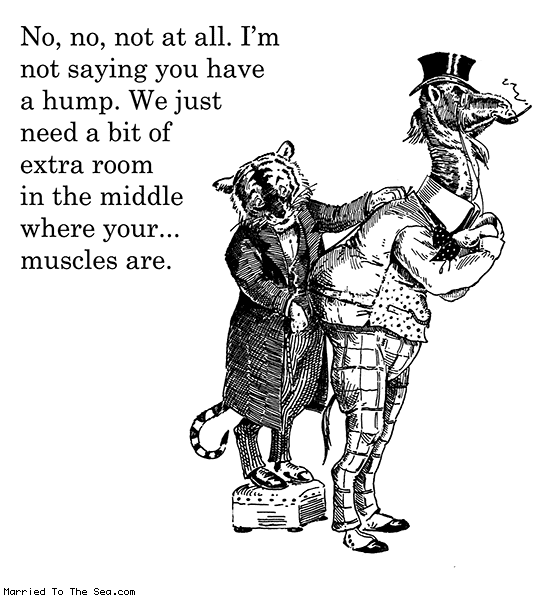 No, no, not at all. I'm
not saying you have
a hump. We just
need a bit of
extra room
in the middle
where your...
muscles are.
Married To The Sea.com